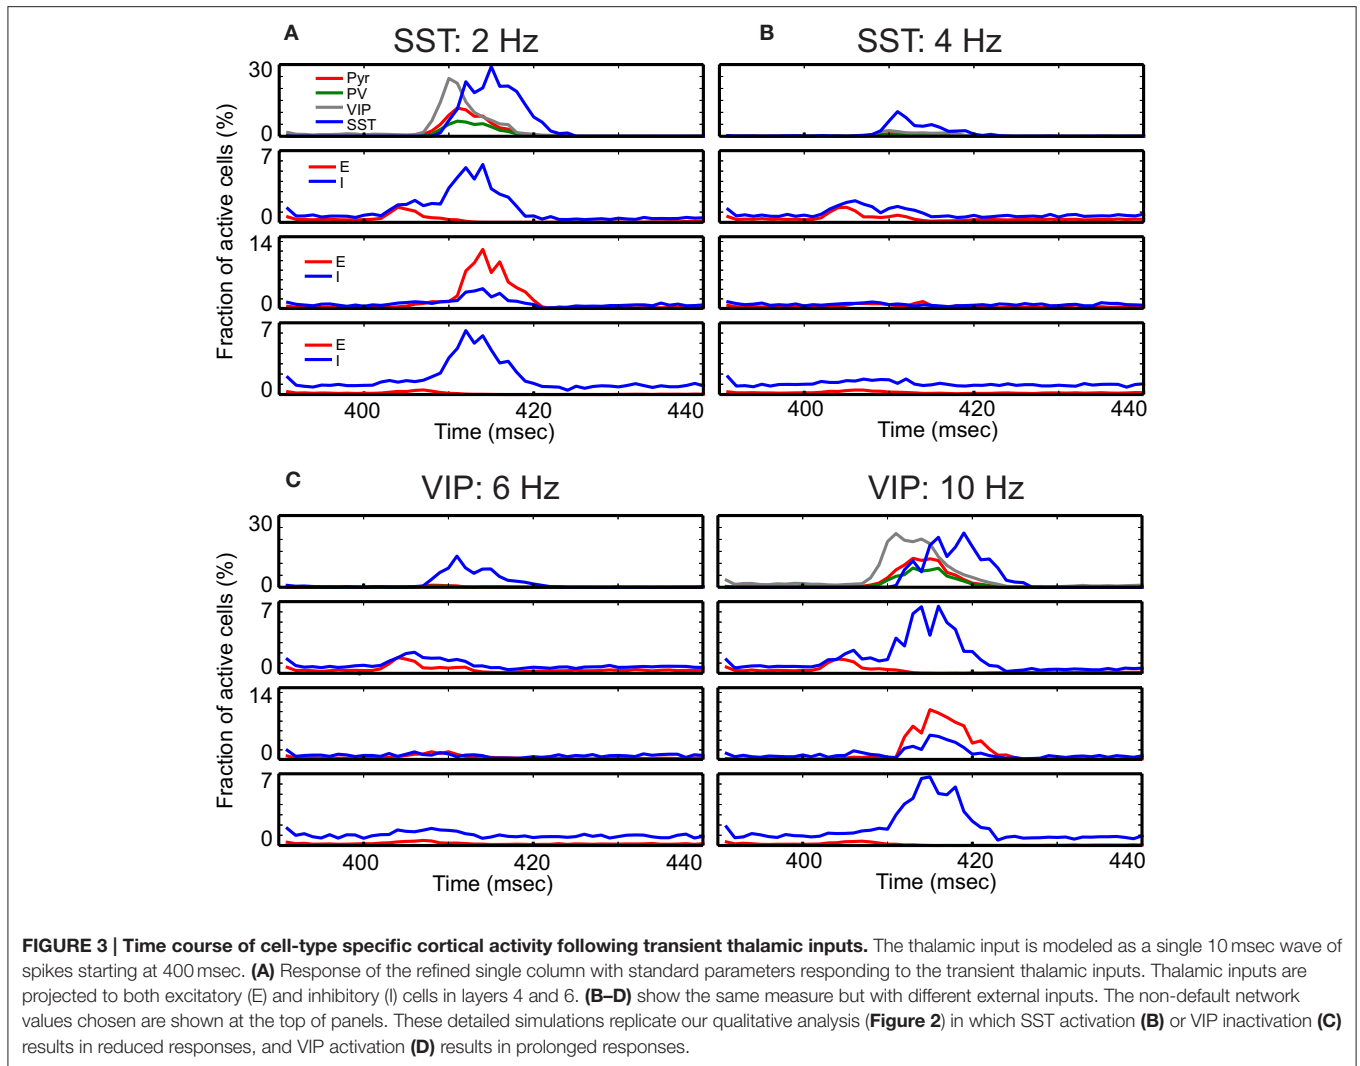 A
SST: 2 Hz
B
SST: 4 Hz
30
0
Pyr
PV
VIP
SST
7
0
E
I
14
0
E
I
7
0
E
I
Fraction of active cells (%)
400
420
440
Time (msec)
400
420
440
Time (msec)
C
VIP: 6 Hz
VIP: 10 Hz
30
0
7
0
14
0
7
0
Fraction of active cells (%)
400
420
440
Time (msec)
400
420
440
Time (msec)
FIGURE 3 | Time course of cell-type specific cortical activity following transient thalamic inputs. The thalamic input is modeled as a single 10 msec wave of
spikes starting at 400 msec. (A) Response of the refined single column with standard parameters responding to the transient thalamic inputs. Thalamic inputs are
projected to both excitatory (E) and inhibitory (I) cells in layers 4 and 6. (B–D) show the same measure but with different external inputs. The non-default network
values chosen are shown at the top of panels. These detailed simulations replicate our qualitative analysis (Figure 2) in which SST activation (B) or VIP inactivation (C)
results in reduced responses, and VIP activation (D) results in prolonged responses.